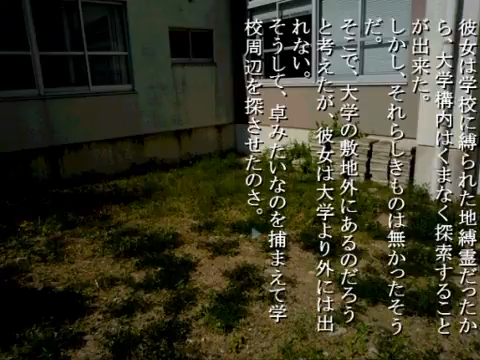 彼女は学校に縛られた地縛霊だったか
ら、大学構内はくまなく探索すること
が出来た。
しかし、それらしきものは無かったそう
だ。
そこで、大学の敷地外にあるのだろう
と考えたが、彼女は大学より外には出
れない。
そうして、卓みたいなのを捕まえて学
校周辺を探させたのさ。